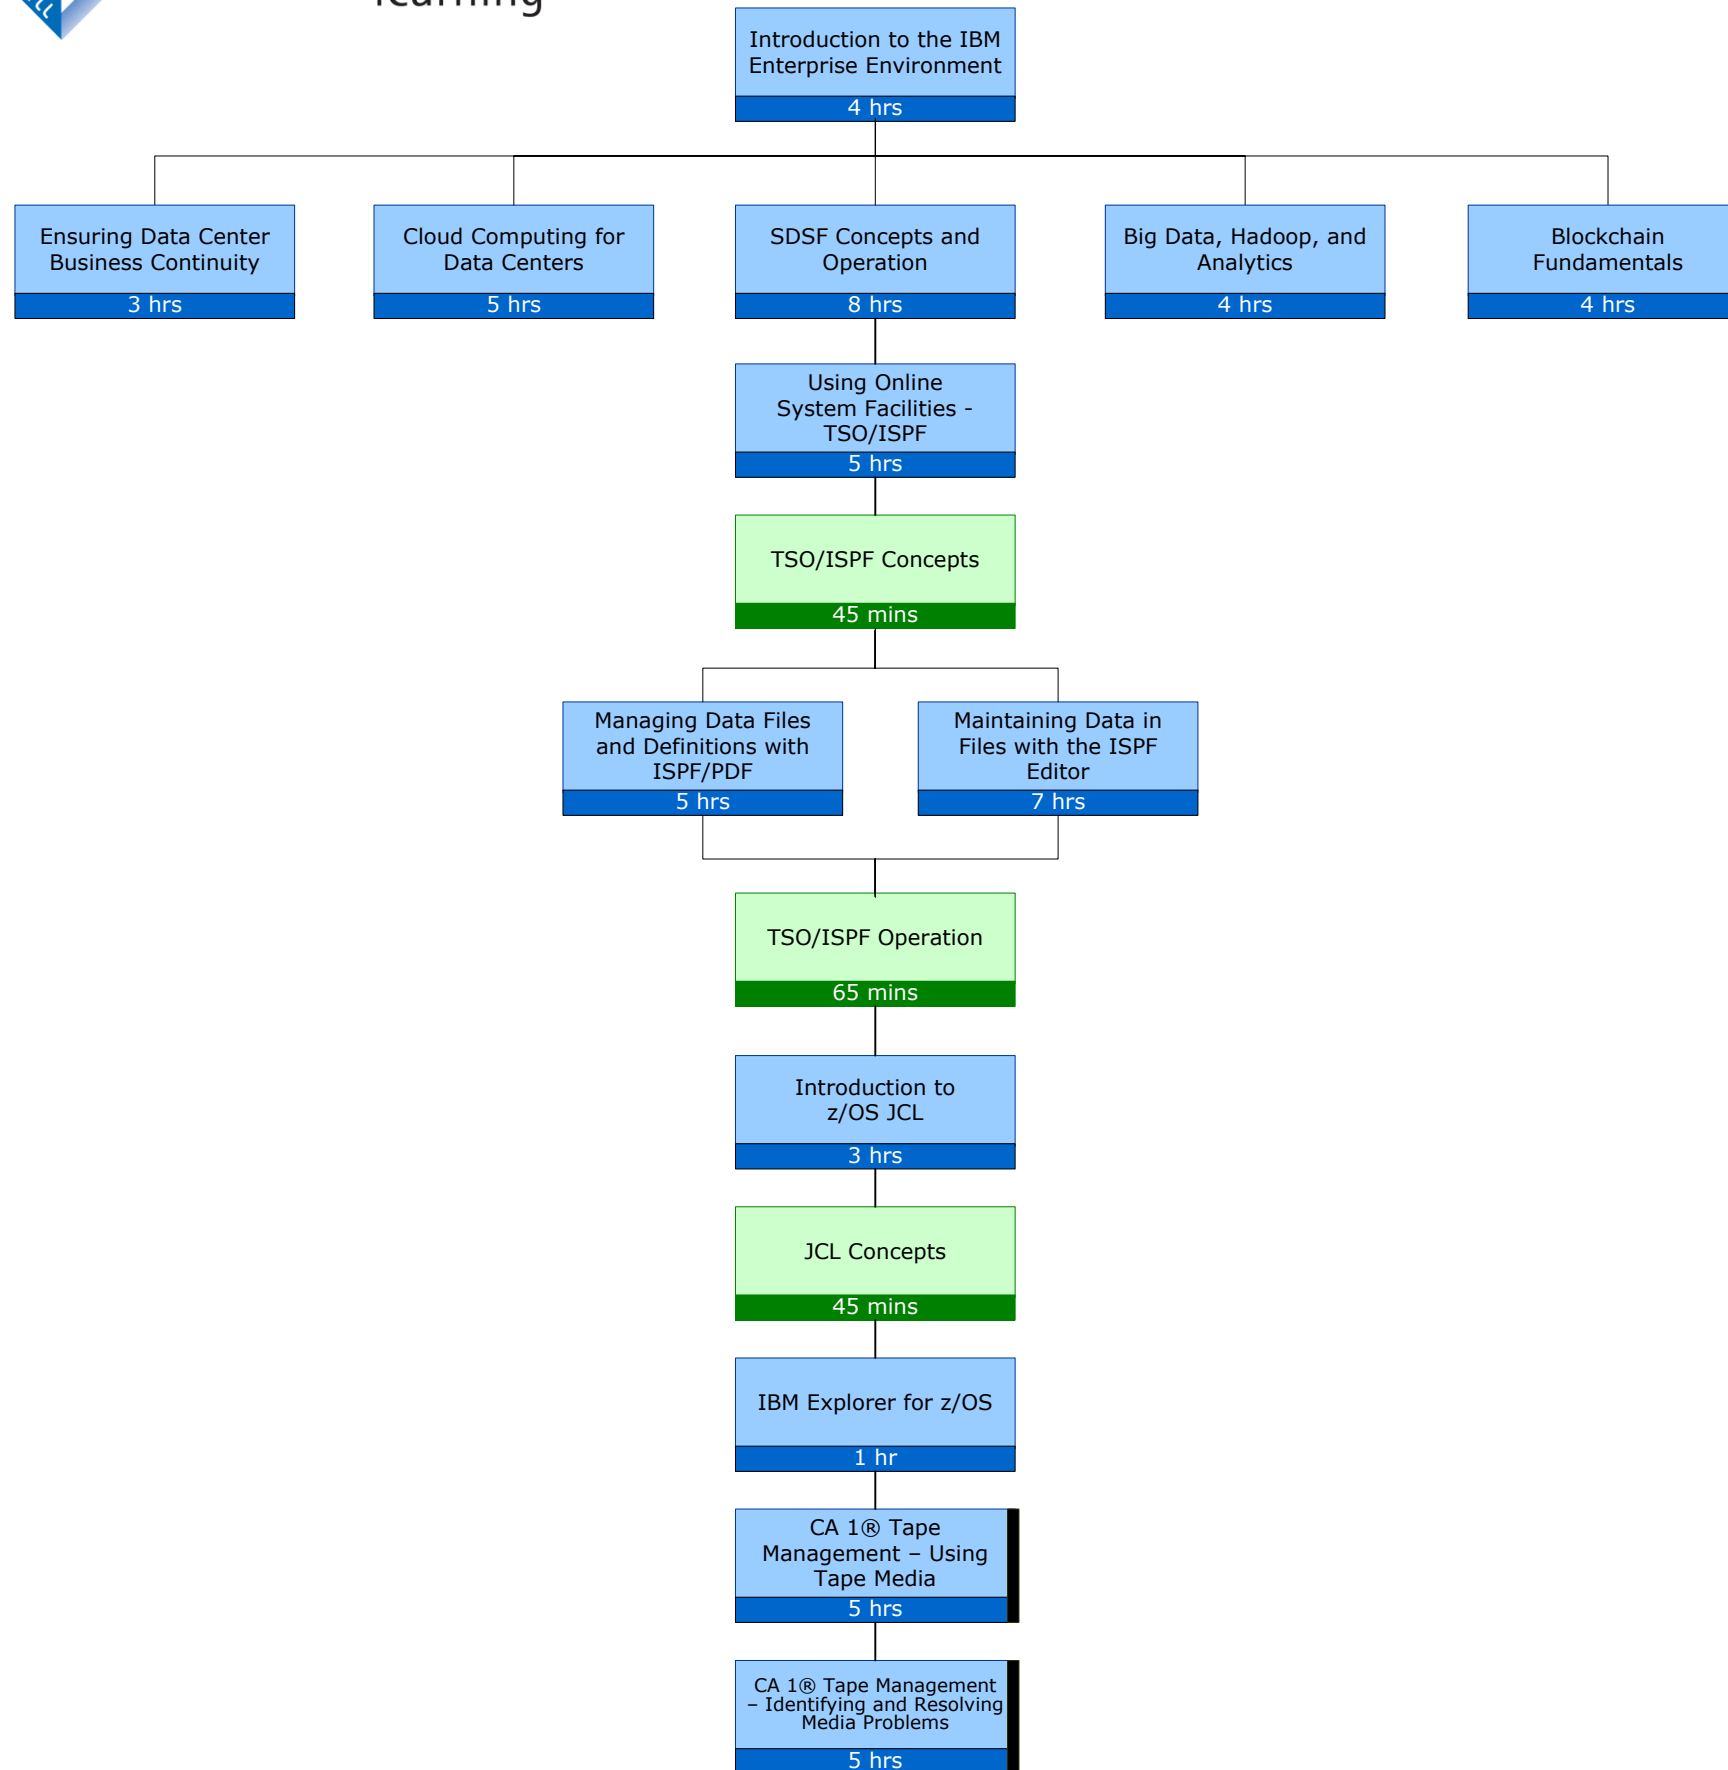 learning
Introduction to the IBM
Enterprise Environment
4 hrs
Ensuring Data Center
Business Continuity
3 hrs
Cloud Computing for
Data Centers
5 hrs
SDSF Concepts and
Operation
8 hrs
Big Data, Hadoop, and
Analytics
4 hrs
Blockchain
Fundamentals
4 hrs
Using Online
System Facilities -
TSO/ISPF
5 hrs
TSO/ISPF Concepts
45 mins
Managing Data Files
and Definitions with
ISPF/PDF
5 hrs
Maintaining Data in
Files with the ISPF
Editor
7 hrs
TSO/ISPF Operation
65 mins
Introduction to
z/OS JCL
3 hrs
JCL Concepts
45 mins
IBM Explorer for z/OS
1 hr
CA 1® Tape
Management – Using
Tape Media
5 hrs
CA 1® Tape Management
– Identifying and Resolving
Media Problems
5 hrs